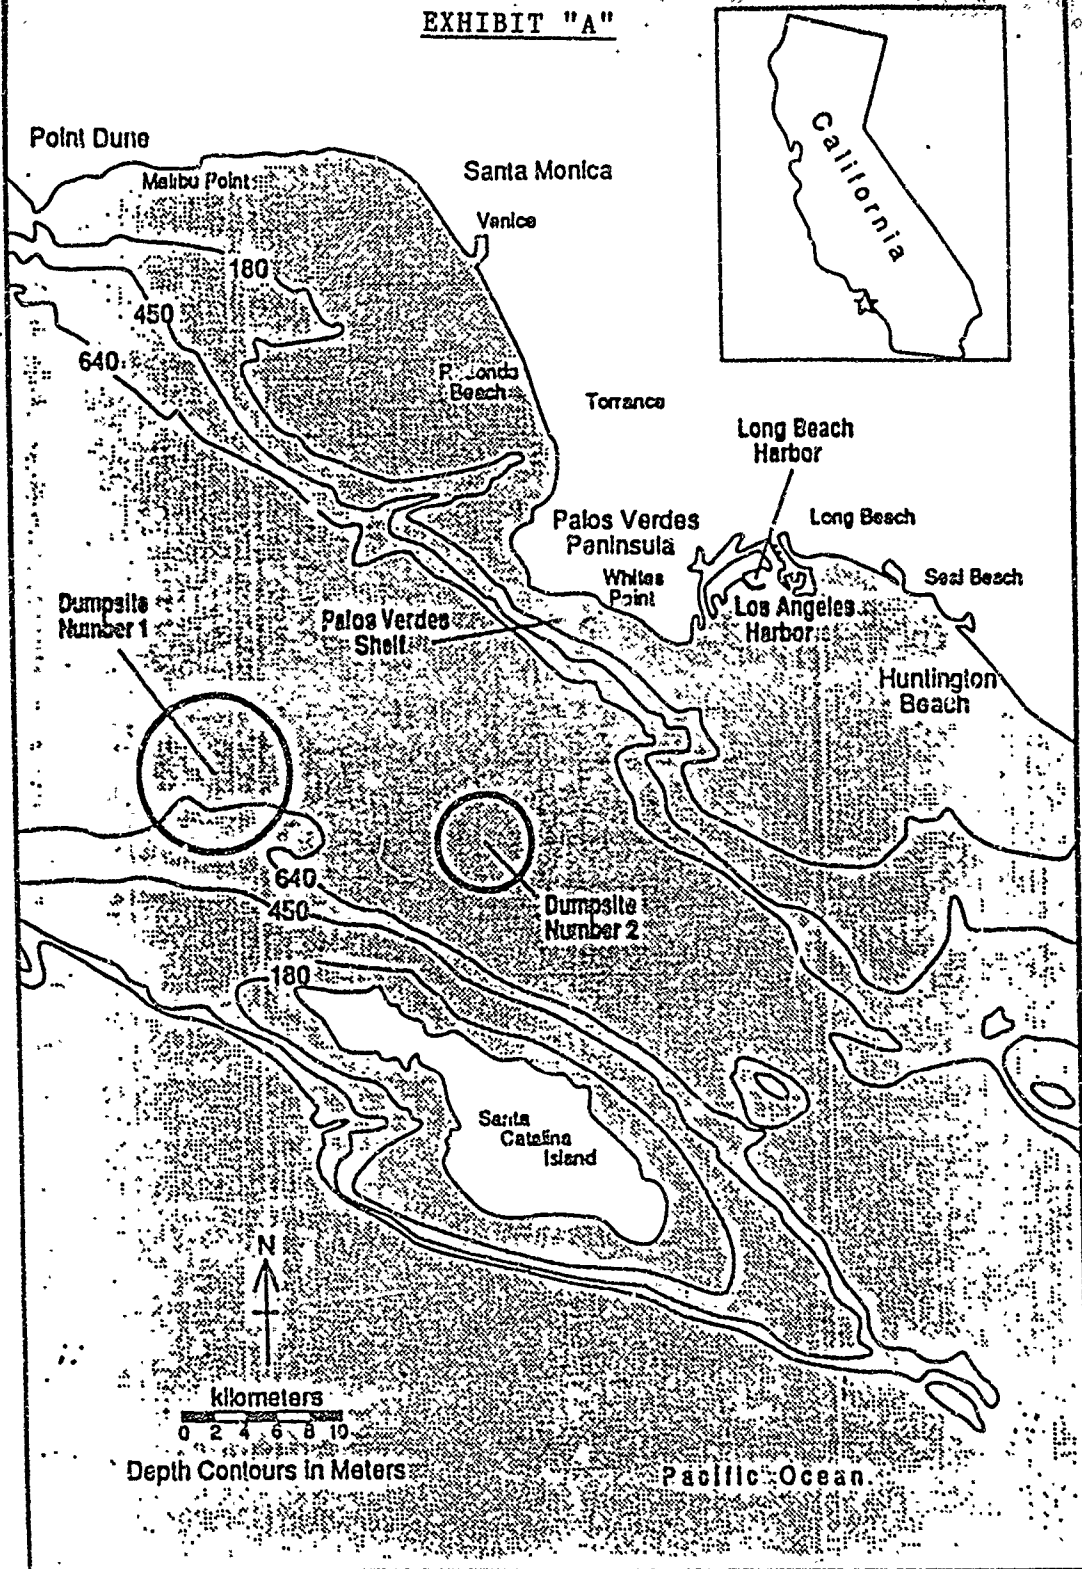 EXHIBIT "A"
California
Point Dune
Malibu Point
Santa Monica
Venice
180
450
640
Beach
Torrance
Long Beach
Harbor
Palos Verdes
Peninsula
Long Beach
Whites
Point
Seal Beach
Los Angeles
Harbor
Dumpsite
Number 1
Palos Verdes
Shelf
Huntington
Beach
640
450
Dumpsite
Number 2
180
Santa
Catalina
Island
N
kilometers
0 2 4 6 8 10
Depth Contours in Meters
Pacific Ocean